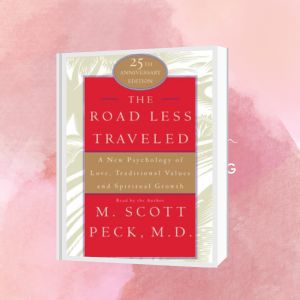 25TH
ANNIVERSARY
EDITION
THE
ROAD LESS
TRAVELED
A New Psychology of
Love, Traditional Values
and Spiritual Growth
Read by the Author
M. SCOTT
PECK, M.D.
G